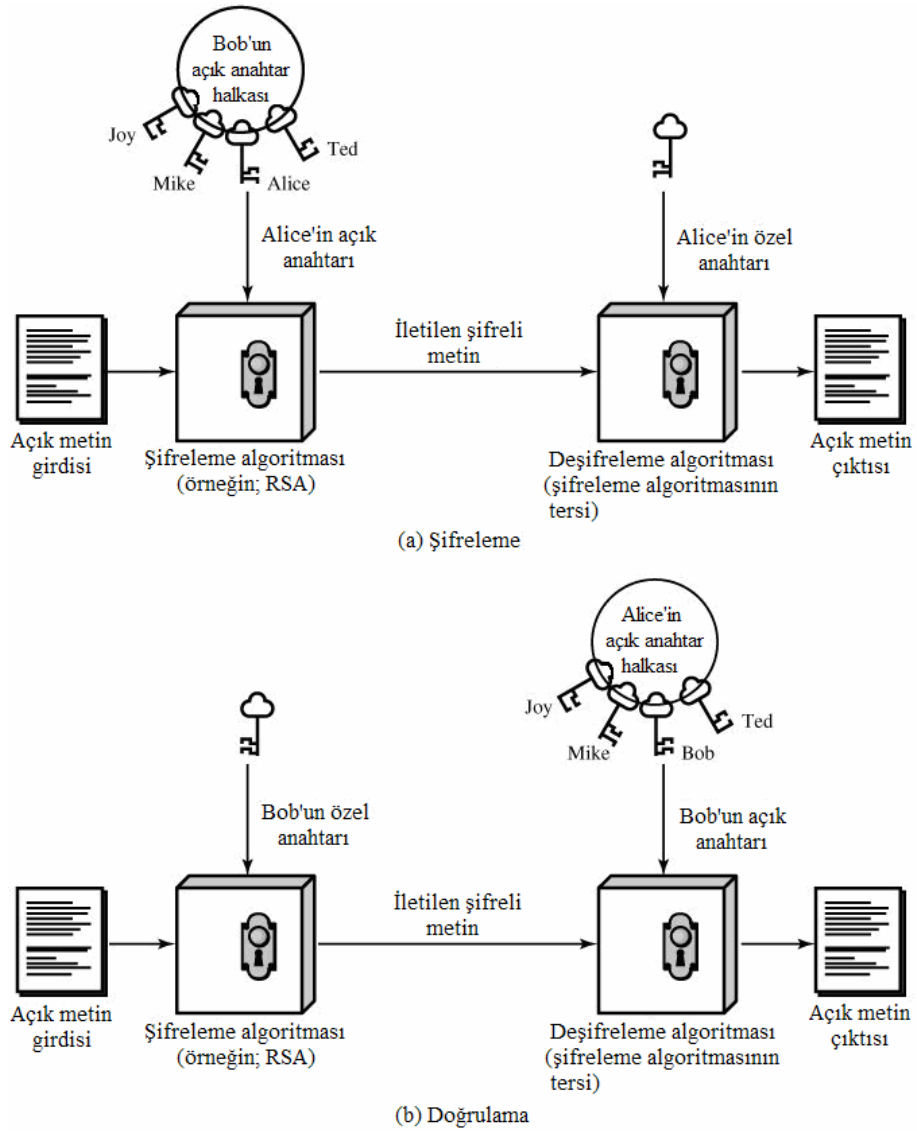 Bob'un
açık anahtar
halkası
Joy
Mike
Alice
Ted
Alice'in açık
anahtarı
Alice'in özel
anahtarı
İletilen şifreli
metin
Açık metin
girdisi
Şifreleme algoritması
(örneğin; RSA)
Deşifreleme algoritması
(şifreleme algoritmasının
tersi)
Açık metin
çıktısı
(a) Şifreleme
Alice'in
açık anahtar
halkası
Joy
Mike
Bob
Ted
Bob'un özel
anahtarı
Bob'un açık
anahtarı
İletilen şifreli
metin
Açık metin
girdisi
Şifreleme algoritması
(örneğin; RSA)
Deşifreleme algoritması
(şifreleme algoritmasının
tersi)
Açık metin
çıktısı
(b) Doğrulama